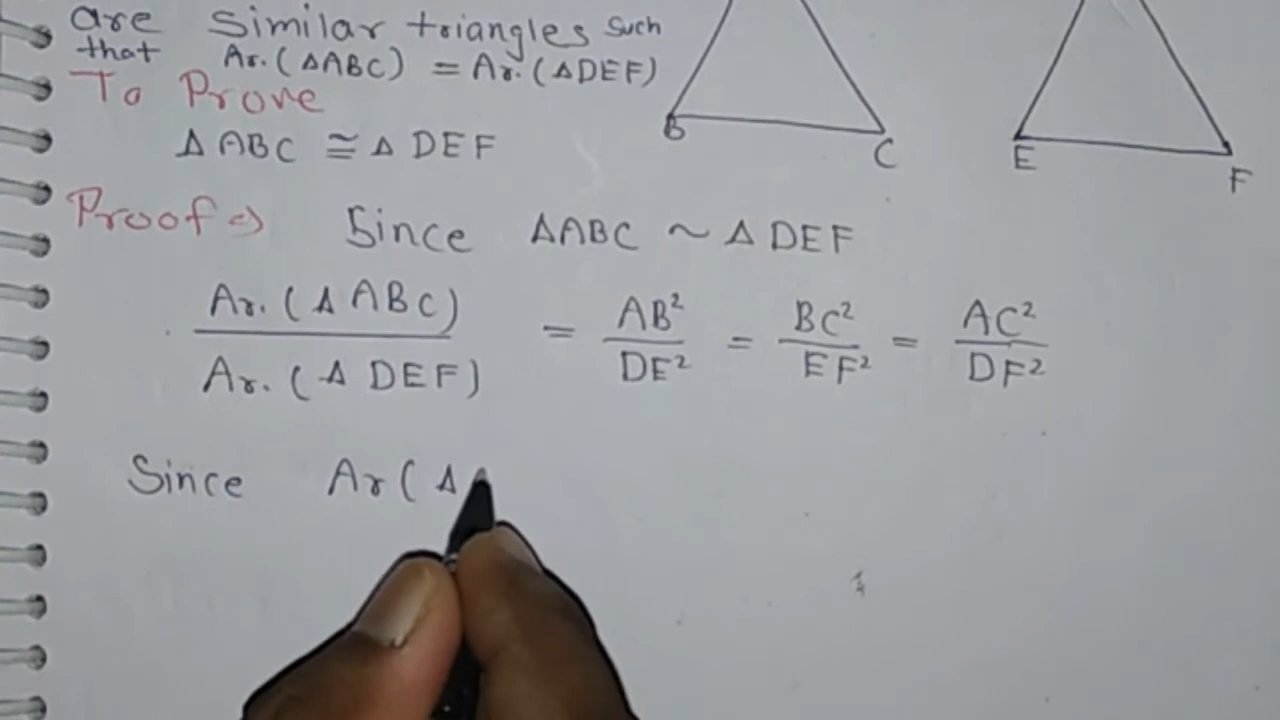 are Similar triangles such
that Ar.(ΔABC) = Ar.(ΔDEF)
To Prove
ΔABC ≅ ΔDEF
B
C
E
F
Proof⇒ Since ΔABC ~ ΔDEF
Ar.(ΔABC)/Ar.(ΔDEF) = AB²/DE² = BC²/EF² = AC²/DF²
Since Ar(Δ